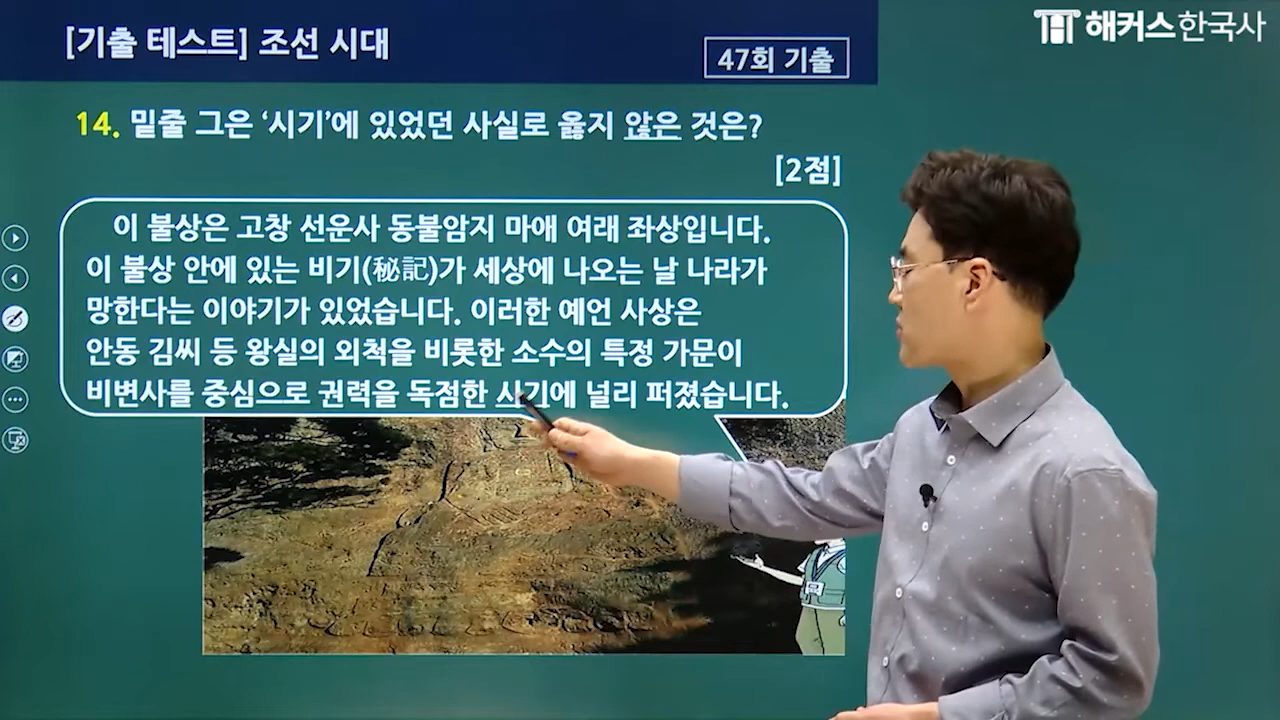 [기출 테스트] 조선 시대
47회 기출
해커스한국사
14. 밑줄 그은 ‘시기’에 있었던 사실로 옳지 않은 것은?
[2점]
이 불상은 고창 선운사 동불암지 마애 여래 좌상입니다.
이 불상 안에 있는 비기(秘記)가 세상에 나오는 날 나라가
망한다는 이야기가 있었습니다. 이러한 예언 사상은
안동 김씨 등 왕실의 외척을 비롯한 소수의 특정 가문이
비변사를 중심으로 권력을 독점한 시기에 널리 퍼졌습니다.